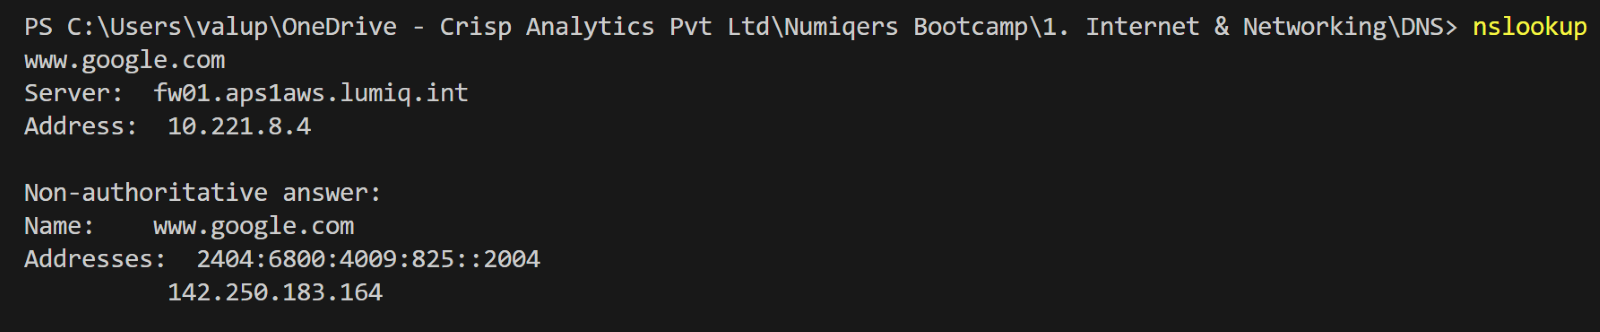 PS C:\Users\valup\OneDrive - Crisp Analytics Pvt Ltd\Numiqers Bootcamp\1. Internet & Networking\DNS> nslookup
www.google.com
Server:  fw01.aps1aws.lumiq.int
Address:  10.221.8.4

Non-authoritative answer:
Name:    www.google.com
Addresses:  2404:6800:4009:825::2004
          142.250.183.164